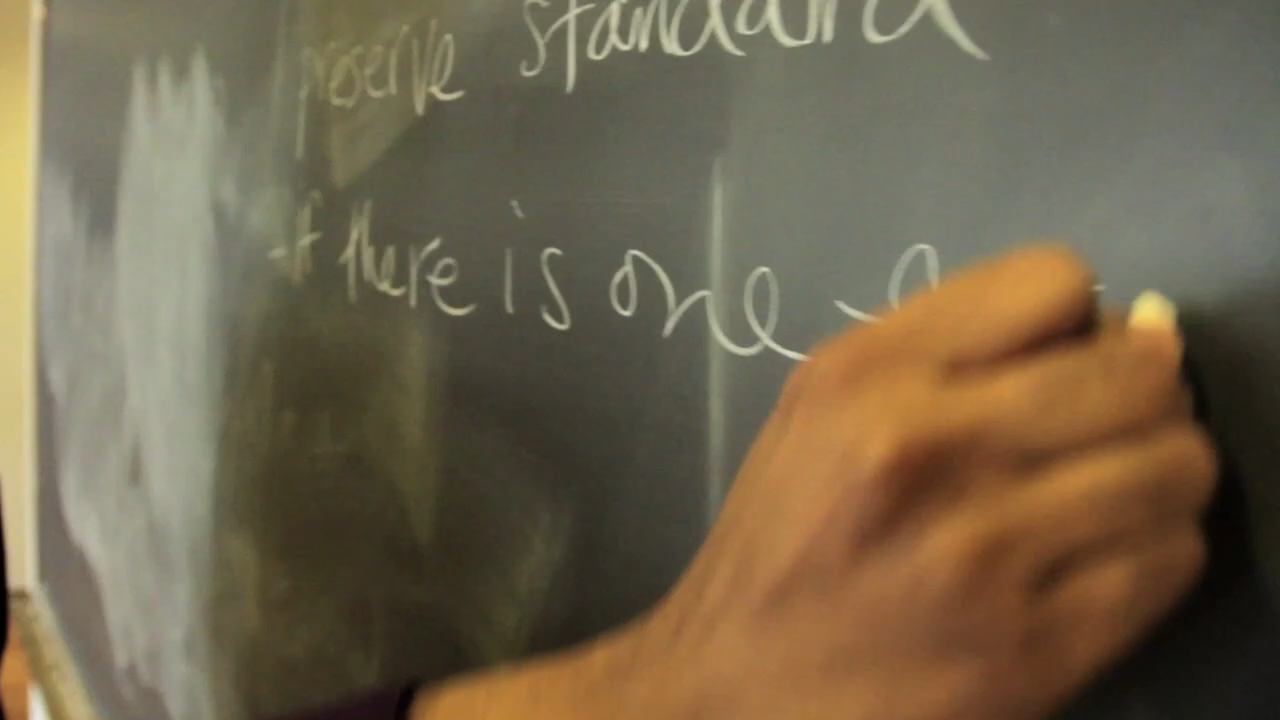 preserve standard
if there is one